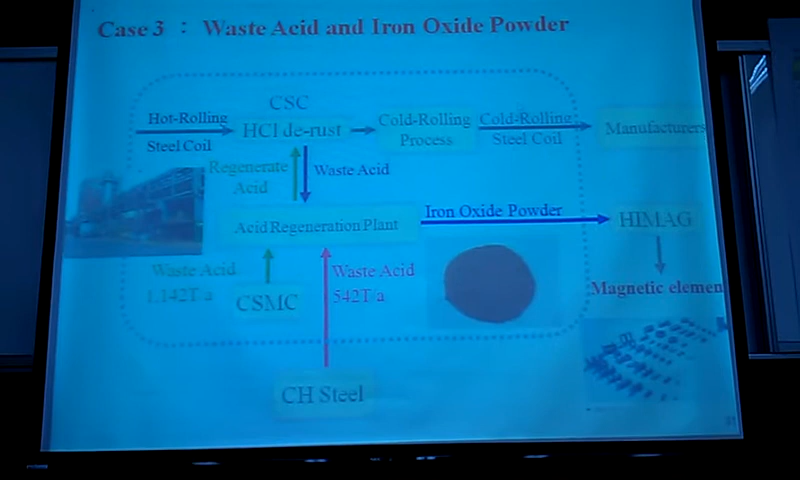 Case 3 : Waste Acid and Iron Oxide Powder
CSC
Hot-Rolling
Steel Coil
HCl de-rust
Cold-Rolling
Process
Cold-Rolling
Steel Coil
Manufacturers
Regenerate
Acid
Waste Acid
Acid Regeneration Plant
Iron Oxide Powder
HIMAG
Waste Acid
1,142T/a
CSMC
Waste Acid
542T/a
Magnetic elemen
CH Steel